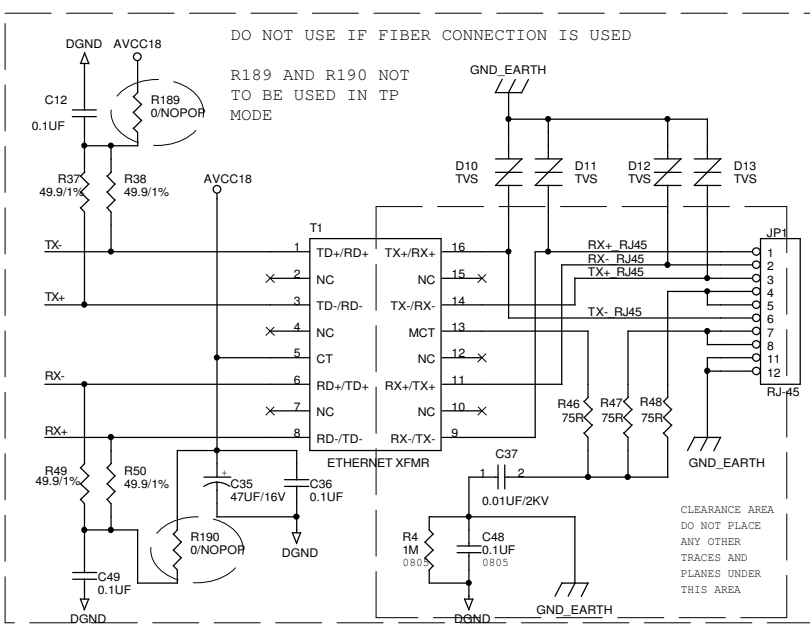 DO NOT USE IF FIBER CONNECTION IS USED
DGND
AVCC18
R189 AND R190 NOT
TO BE USED IN TP
MODE
GND_EARTH
C12
0.1UF
R189
0/NOPOP
R37
49.9/1%
R38
49.9/1%
AVCC18
D10
TVS
D11
TVS
D12
TVS
D13
TVS
T1
JP1
TX-
1
TD+/RD+
TX+/RX+
16
RX+_RJ45
1
2
NC
NC
15
RX-_RJ45
2
TX+
3
TD-/RD-
TX-/RX-
14
TX+_RJ45
3
4
5
4
NC
MCT
13
TX-_RJ45
6
7
5
CT
NC
12
8
11
RX-
6
RD+/TD+
RX+/TX+
11
12
7
NC
NC
10
RJ-45
RX+
8
RD-/TD-
RX-/TX-
9
ETHERNET XFMR
R46
75R
R47
75R
R48
75R
GND_EARTH
R49
49.9/1%
R50
49.9/1%
C35
47UF/16V
C36
0.1UF
C37
1
2
0.01UF/2KV
R190
0/NOPOP
DGND
R4
1M
0805
C48
0.1UF
0805
C49
0.1UF
DGND
DGND
GND_EARTH
CLEARANCE AREA
DO NOT PLACE
ANY OTHER
TRACES AND
PLANES UNDER
THIS AREA